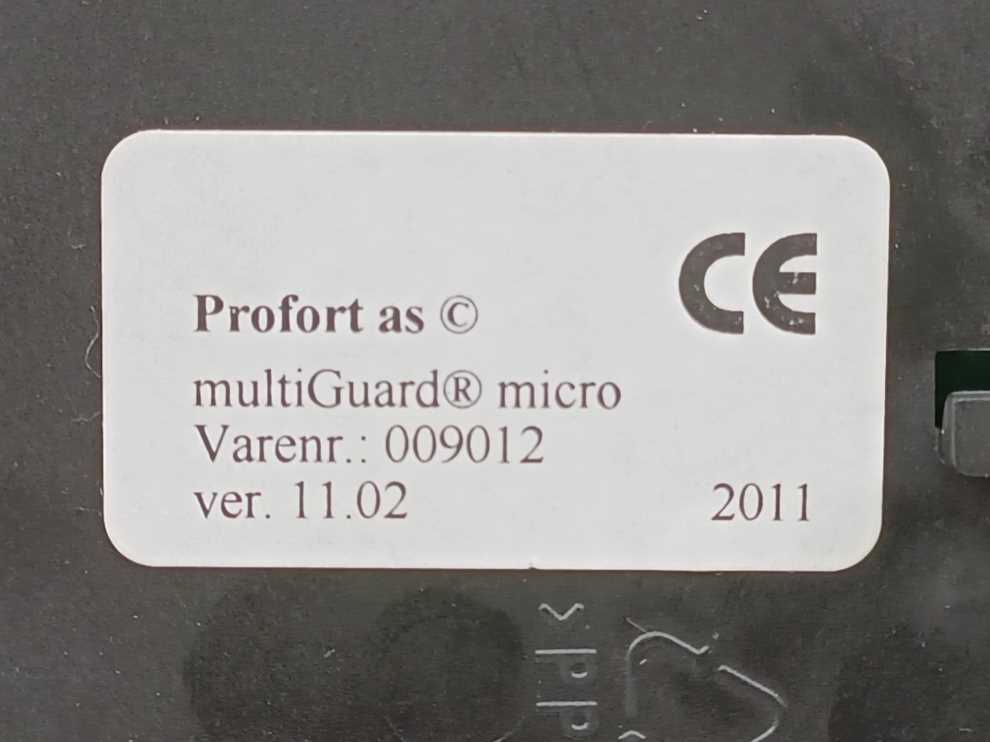 CE
Profort as ©
multiGuard® micro
Varenr.: 009012
ver. 11.02 2011